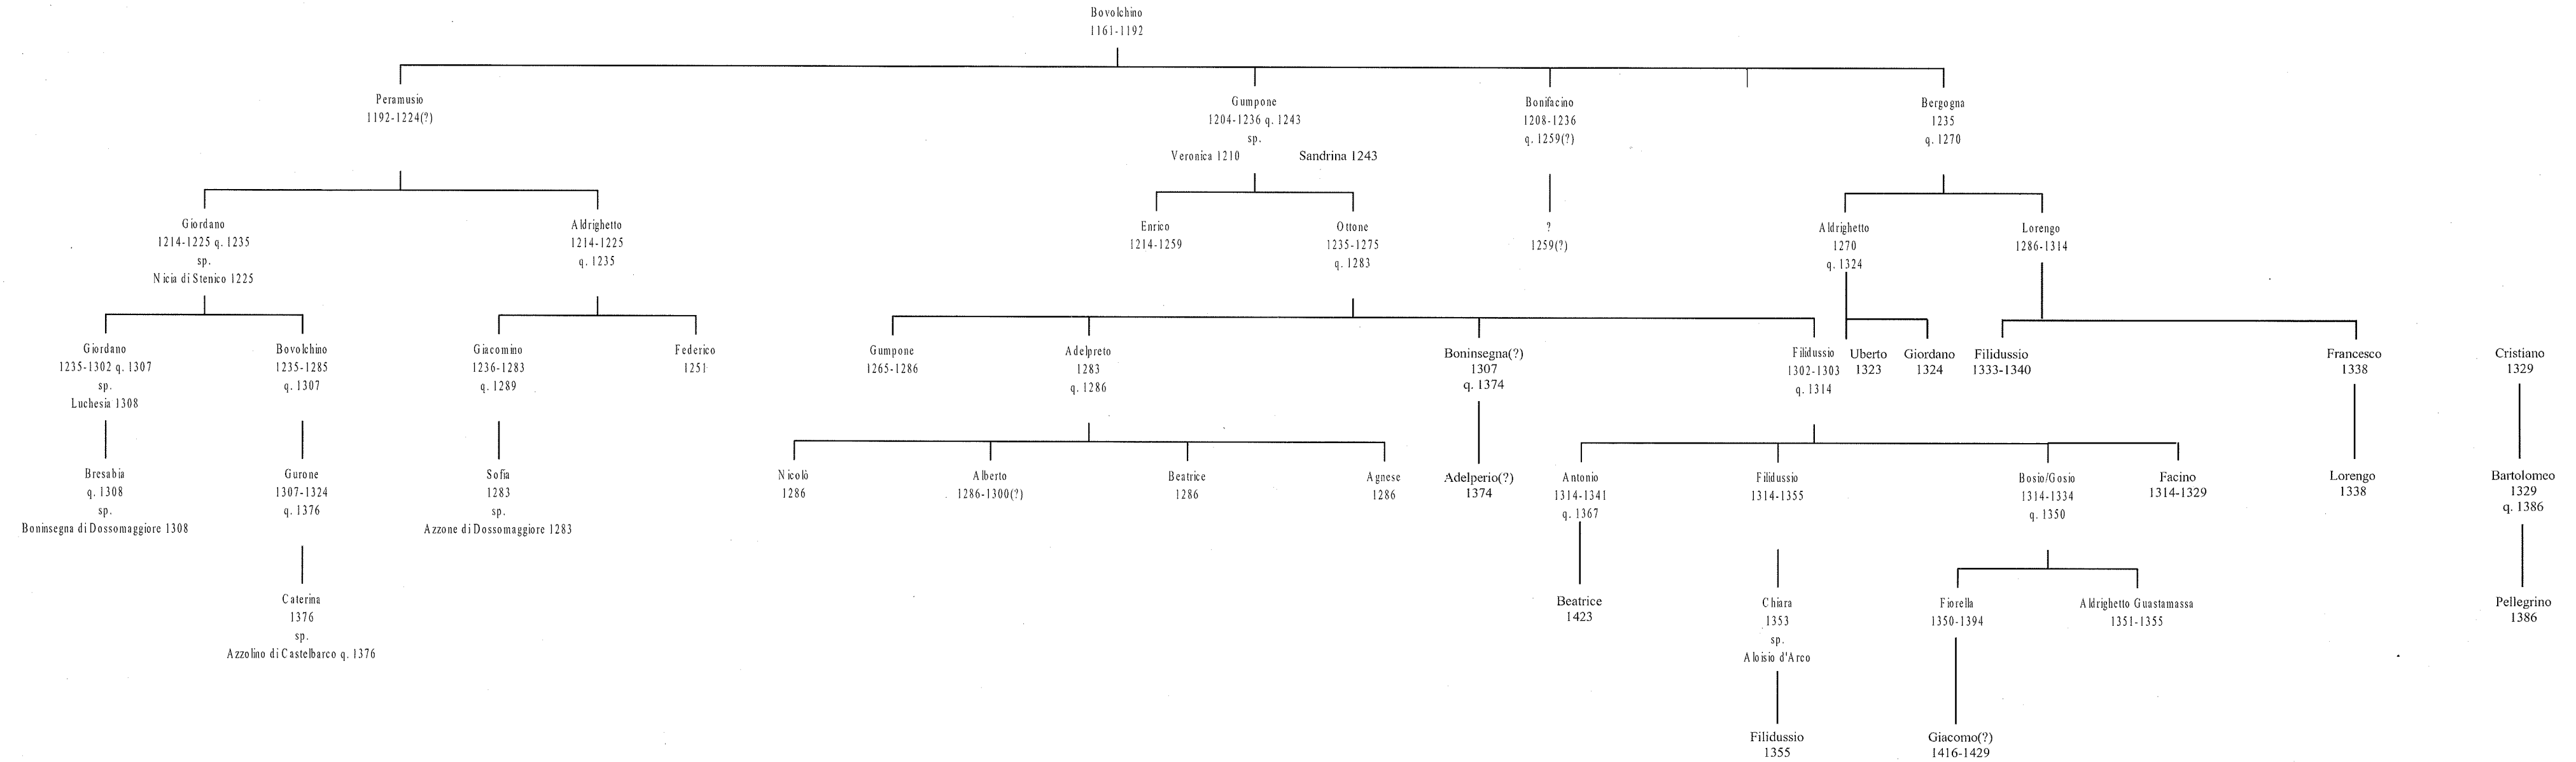 Bovolchino
1161-1192
Peramusio
1192-1224(?)
Gumpone
1204-1236 q. 1243
sp.
Veronica 1210
Sandrina 1243
Bonifacino
1208-1236
q. 1259(?)
Bergogna
1235
q. 1270
Giordano
1214-1225 q. 1235
sp.
Nicia di Stenico 1225
Aldrighetto
1214-1225
q. 1235
Enrico
1214-1259
Ottone
1235-1275
q. 1283
?
1259(?)
Aldrighetto
1270
q. 1324
Lorengo
1286-1314
Giordano
1235-1302 q. 1307
sp.
Luchesia 1308
Bovolchino
1235-1285
q. 1307
Giacomino
1236-1283
q. 1289
Federico
1251
Gumpone
1265-1286
Adelpreto
1283
q. 1286
Boninsegna(?)
1307
q. 1374
Filidussio
1302-1303
q. 1314
Uberto
1323
Giordano
1324
Filidussio
1333-1340
Francesco
1338
Cristiano
1329
Bresabia
q. 1308
sp.
Boninsegna di Dossomaggiore 1308
Gurone
1307-1324
q. 1376
Sofia
1283
sp.
Azzone di Dossomaggiore 1283
Nicolò
1286
Alberto
1286-1300(?)
Beatrice
1286
Agnese
1286
Adelperio(?)
1374
Antonio
1314-1341
q. 1367
Filidussio
1314-1355
Bosio/Gosio
1314-1334
q. 1350
Facino
1314-1329
Lorengo
1338
Bartolomeo
1329
q. 1386
Caterina
1376
sp.
Azzolino di Castelbarco q. 1376
Beatrice
1423
Chiara
1353
sp.
Aloisio d'Arco
Fiorella
1350-1394
Aldrighetto Guastamassa
1351-1355
Pellegrino
1386
Filidussio
1355
Giacomo(?)
1416-1429